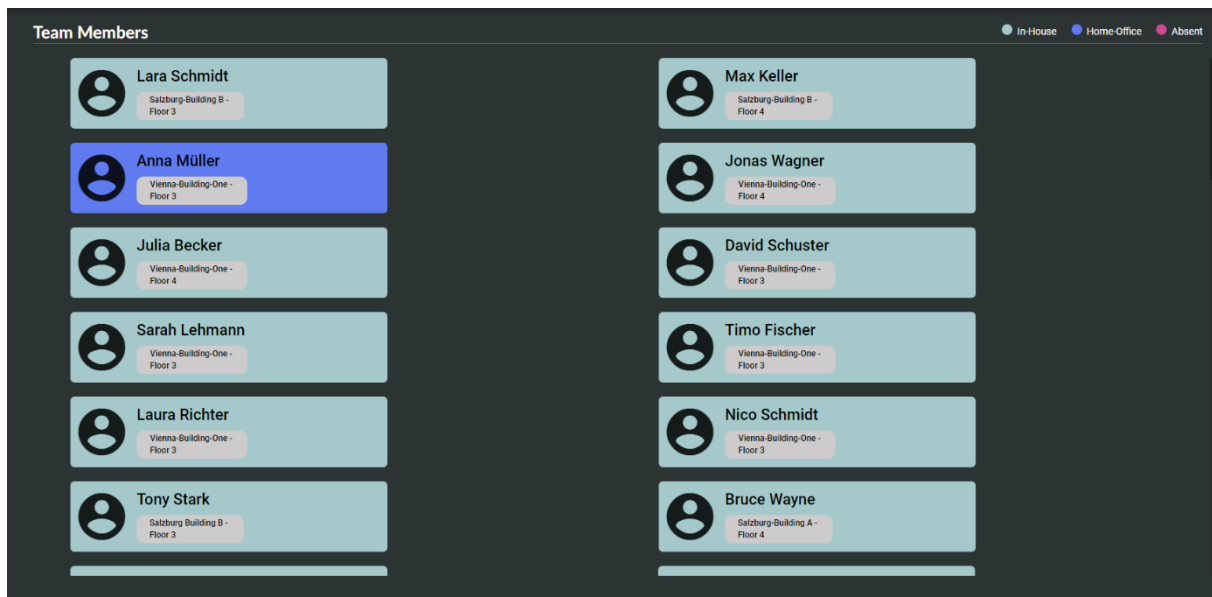 Team Members
In-House Home-Office Absent
Lara Schmidt
Salzburg-Building B -
Floor 3
Max Keller
Salzburg-Building B -
Floor 4
Anna Müller
Vienna-Building-One -
Floor 3
Jonas Wagner
Vienna-Building-One -
Floor 4
Julia Becker
Vienna-Building-One -
Floor 4
David Schuster
Vienna-Building-One -
Floor 3
Sarah Lehmann
Vienna-Building-One -
Floor 3
Timo Fischer
Vienna-Building-One -
Floor 3
Laura Richter
Vienna-Building-One -
Floor 3
Nico Schmidt
Vienna-Building-One -
Floor 3
Tony Stark
Salzburg Building B -
Floor 3
Bruce Wayne
Salzburg-Building A -
Floor 4